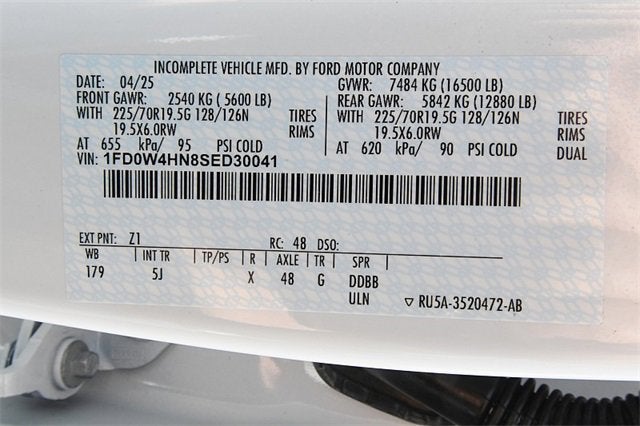 INCOMPLETE VEHICLE MFD. BY FORD MOTOR COMPANY
DATE: 04/25 GVWR: 7484 KG (16500 LB)
FRONT GAWR: 2540 KG ( 5600 LB) REAR GAWR: 5842 KG (12880 LB)
WITH 225/70R19.5G 128/126N TIRES WITH 225/70R19.5G 128/126N TIRES
19.5X6.0RW RIMS 19.5X6.0RW RIMS
AT 655 kPa/ 95 PSI COLD AT 620 kPa/ 90 PSI COLD DUAL
VIN: 1FD0W4HN8SED30041
EXT PNT: Z1 RC: 48 DSO:
WB INT TR TP/PS R AXLE TR SPR
179 5J X 48 G DDBB
ULN RU5A-3520472-AB